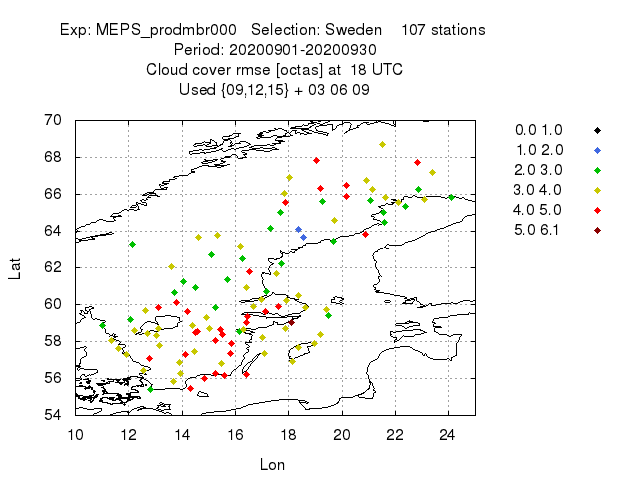 Exp: MEPS_prodmbr000 Selection: Sweden 107 stations
Period: 20200901-20200930
Cloud cover rmse [octas] at 18 UTC
Used {09,12,15} + 03 06 09
70
68
66
64
62
60
58
56
54
10 12 14 16 18 20 22 24
Lat
Lon
0.0 1.0
1.0 2.0
2.0 3.0
3.0 4.0
4.0 5.0
5.0 6.1